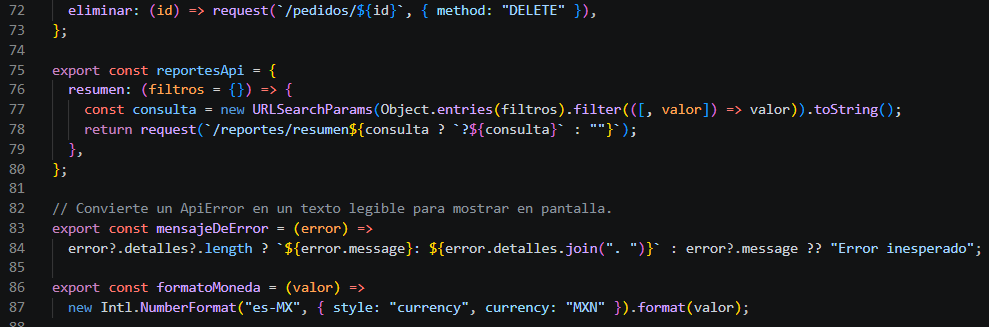 72 eliminar: (id) => request(`/pedidos/${id}`, { method: "DELETE" }),
73 };
74
75 export const reportesApi = {
76 resumen: (filtros = {}) => {
77 const consulta = new URLSearchParams(Object.entries(filtros).filter(([, valor]) => valor)).toString();
78 return request(`/reportes/resumen${consulta ? `?${consulta}` : ""}`);
79 },
80 };
81
82 // Convierte un ApiError en un texto legible para mostrar en pantalla.
83 export const mensajeDeError = (error) =>
84 error?.detalles?.length ? `${error.message}: ${error.detalles.join(". ")}` : error?.message ?? "Error inesperado";
85
86 export const formatoMoneda = (valor) =>
87 new Intl.NumberFormat("es-MX", { style: "currency", currency: "MXN" }).format(valor);
88